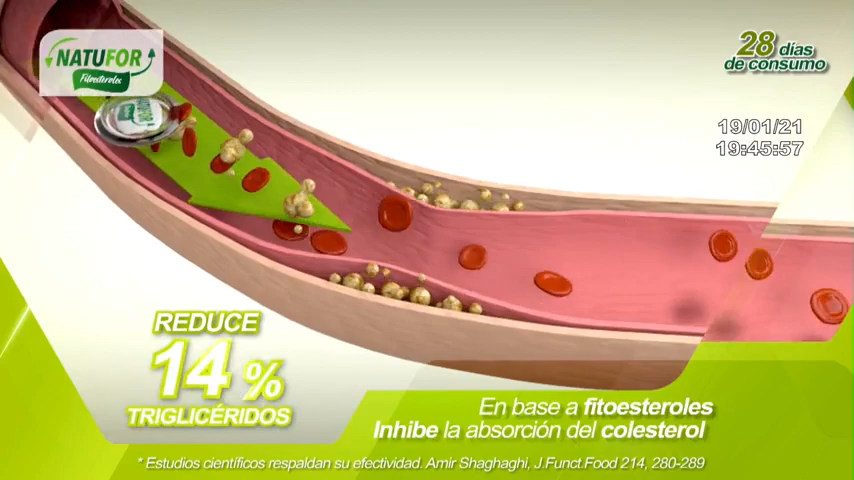 NATUFOR
Fitoesteroles
28 días
de consumo
19/01/21
19:45:57
REDUCE
14 %
TRIGLICÉRIDOS
En base a fitoesteroles
Inhibe la absorción del colesterol
* Estudios científicos respaldan su efectividad. Amir Shaghaghi, J.Funct.Food 214, 280-289